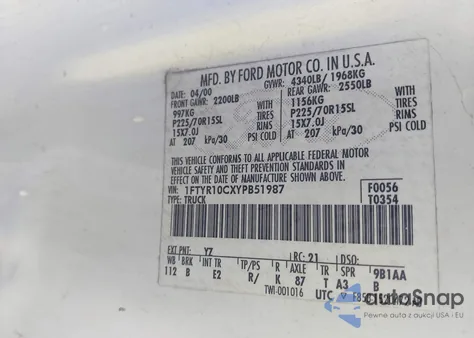 MFD. BY FORD MOTOR CO. IN U.S.A.
DATE: 04/00 GVWR: 4340LB/ 1968KG
FRONT GAWR: 2200LB REAR GAWR: 2550LB
997KG WITH 1156KG WITH
P225/70R15SL TIRES P225/70R15SL TIRES
15X7.0J RIMS 15X7.0J RIMS
AT 207 kPa/30 PSI COLD AT 207 kPa/30 PSI COLD
THIS VEHICLE CONFORMS TO ALL APPLICABLE FEDERAL MOTOR
VEHICLE SAFETY AND THEFT PREVENTION STANDARDS IN
EFFECT ON THE DATE OF MANUFACTURE SHOWN ABOVE.
VIN: 1FTYR10CXYPB51987 F0056
TYPE: TRUCK T0354
EXT PNT: Y7 RC: 21 DSO:
WB BRK INT TR TP/PS R AXLE TR SPR 9B1AA
112 B E2 R/ K 87 T A3 B
TWI-001016 UTC
autoSnap
Pewne auta z aukcji USA i EU